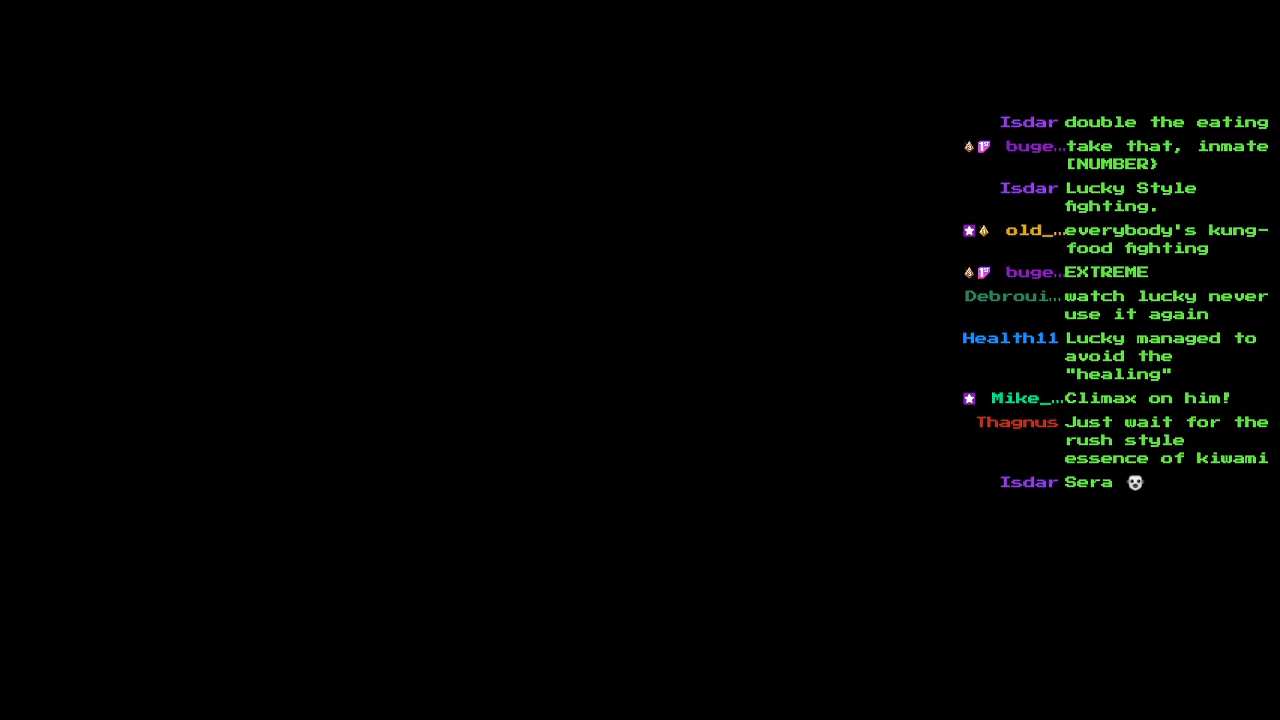 Isdar double the eating
buge… take that, inmate
[NUMBER}
Isdar Lucky Style
fighting.
old_… everybody's kung-
food fighting
buge… EXTREME
Debroui… watch lucky never
use it again
Health11 Lucky managed to
avoid the
"healing"
Mike_… Climax on him!
Thagnus Just wait for the
rush style
essence of kiwami
Isdar Sera